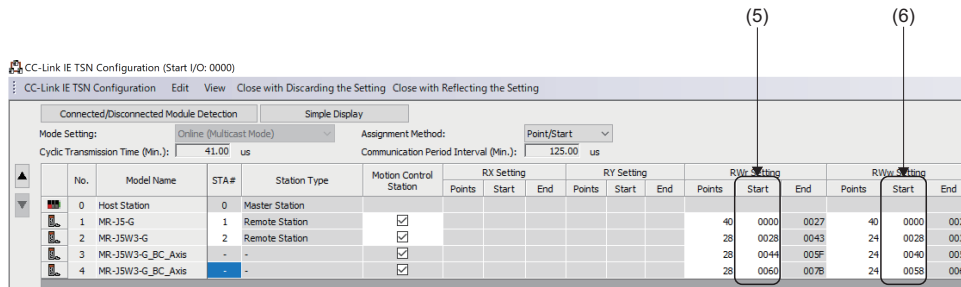 (5) (6)
CC-Link IE TSN Configuration (Start I/O: 0000)
CC-Link IE TSN Configuration Edit View Close with Discarding the Setting Close with Reflecting the Setting
Connected/Disconnected Module Detection Simple Display
Mode Setting: Online (Multicast Mode) Assignment Method: Point/Start
Cyclic Transmission Time (Min.): 41.00 us Communication Period Interval (Min.): 125.00 us
No. Model Name STA# Station Type Motion Control Station RX Setting RY Setting RWr Setting RWw Setting
Points Start End Points Start End Points Start End Points Start End
0 Host Station 0 Master Station
1 MR-J5-G 1 Remote Station 40 0000 0027 40 0000
2 MR-J5W3-G 2 Remote Station 28 0028 0043 24 0028
3 MR-J5W3-G_BC_Axis - - 28 0044 005F 24 0040
4 MR-J5W3-G_BC_Axis - - 28 0060 007B 24 0058